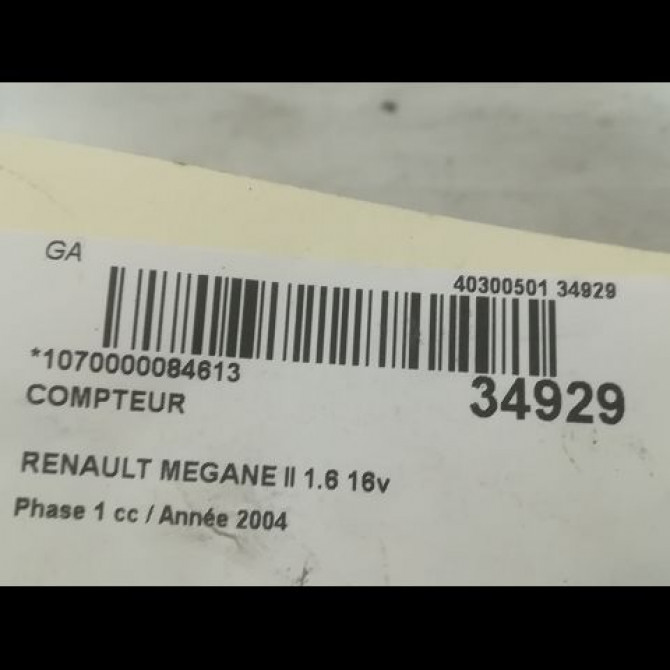 GA
40300501 34929
*1070000084613
34929
COMPTEUR
RENAULT MEGANE II 1.6 16v
Phase 1 cc / Année 2004